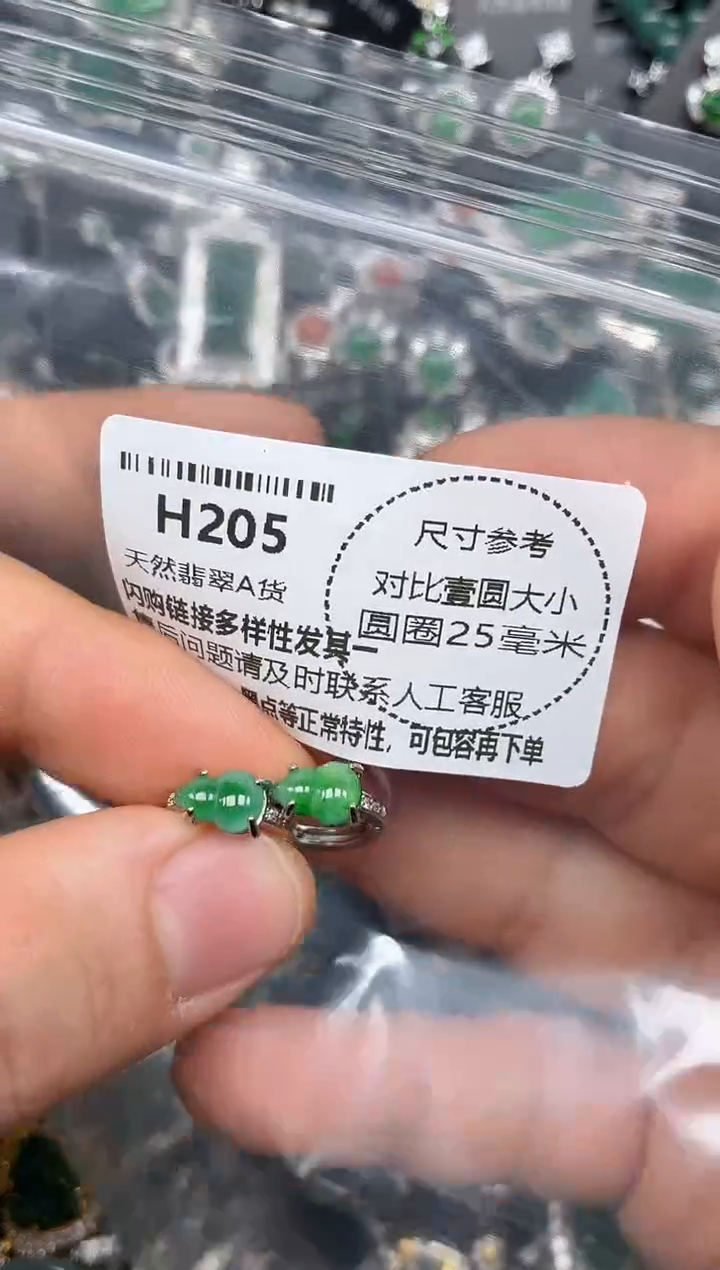 H205
天然翡翠A货
闪购链接多样性发其一
后问题请及时联系人工客服
点等正常特性，可包容再下单
尺寸参考
对比壹圆大小
圆圈25毫米